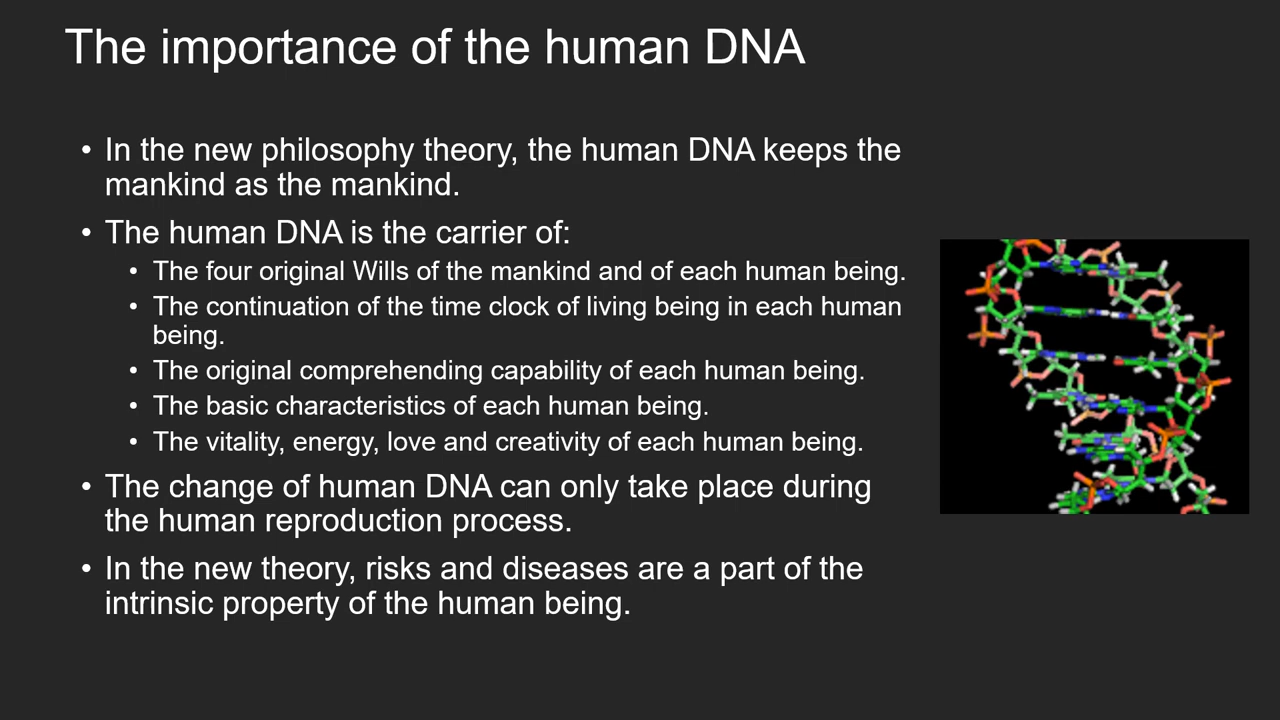 The importance of the human DNA
• In the new philosophy theory, the human DNA keeps the
mankind as the mankind.
• The human DNA is the carrier of:
• The four original Wills of the mankind and of each human being.
• The continuation of the time clock of living being in each human
being.
• The original comprehending capability of each human being.
• The basic characteristics of each human being.
• The vitality, energy, love and creativity of each human being.
• The change of human DNA can only take place during
the human reproduction process.
• In the new theory, risks and diseases are a part of the
intrinsic property of the human being.